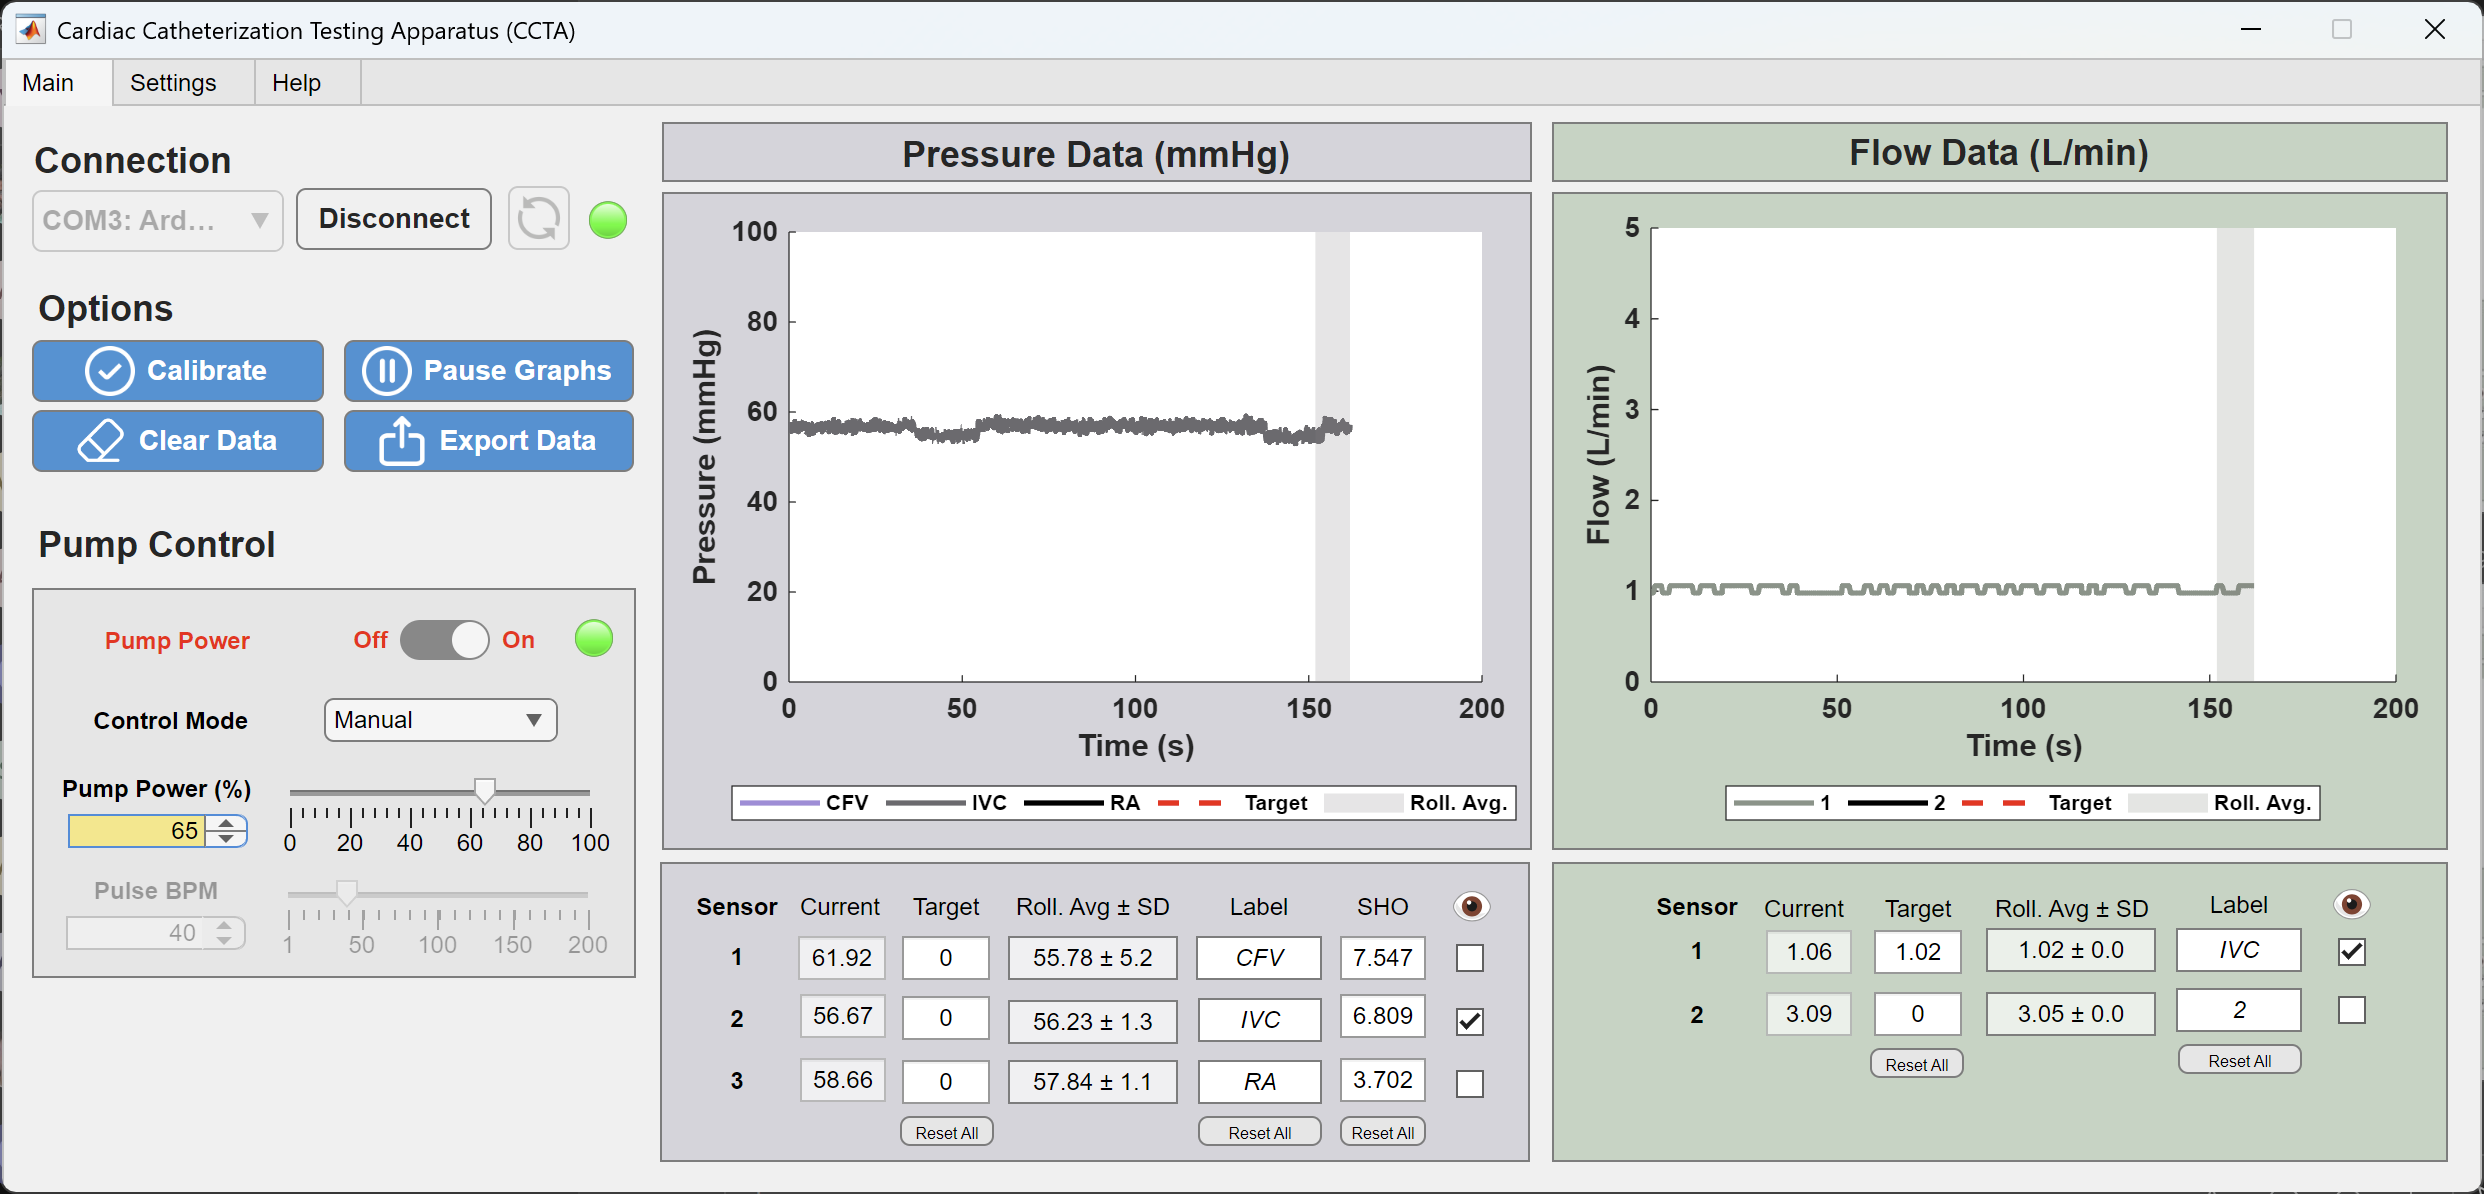 Cardiac Catheterization Testing Apparatus (CCTA)
Main Settings Help
Connection
COM3: Ard... Disconnect
Options
Calibrate Pause Graphs
Clear Data Export Data
Pump Control
Pump Power Off On
Control Mode Manual
Pump Power (%)
65
0 20 40 60 80 100
Pulse BPM
40
1 50 100 150 200
Pressure Data (mmHg)
Pressure (mmHg)
100
80
60
40
20
0
0 50 100 150 200
Time (s)
CFV IVC RA Target Roll. Avg.
Sensor Current Target Roll. Avg ± SD Label SHO
1 61.92 0 55.78 ± 5.2 CFV 7.547
2 56.67 0 56.23 ± 1.3 IVC 6.809
3 58.66 0 57.84 ± 1.1 RA 3.702
Reset All Reset All Reset All
Flow Data (L/min)
Flow (L/min)
5
4
3
2
1
0
0 50 100 150 200
Time (s)
1 2 Target Roll. Avg.
Sensor Current Target Roll. Avg ± SD Label
1 1.06 1.02 1.02 ± 0.0 IVC
2 3.09 0 3.05 ± 0.0 2
Reset All Reset All